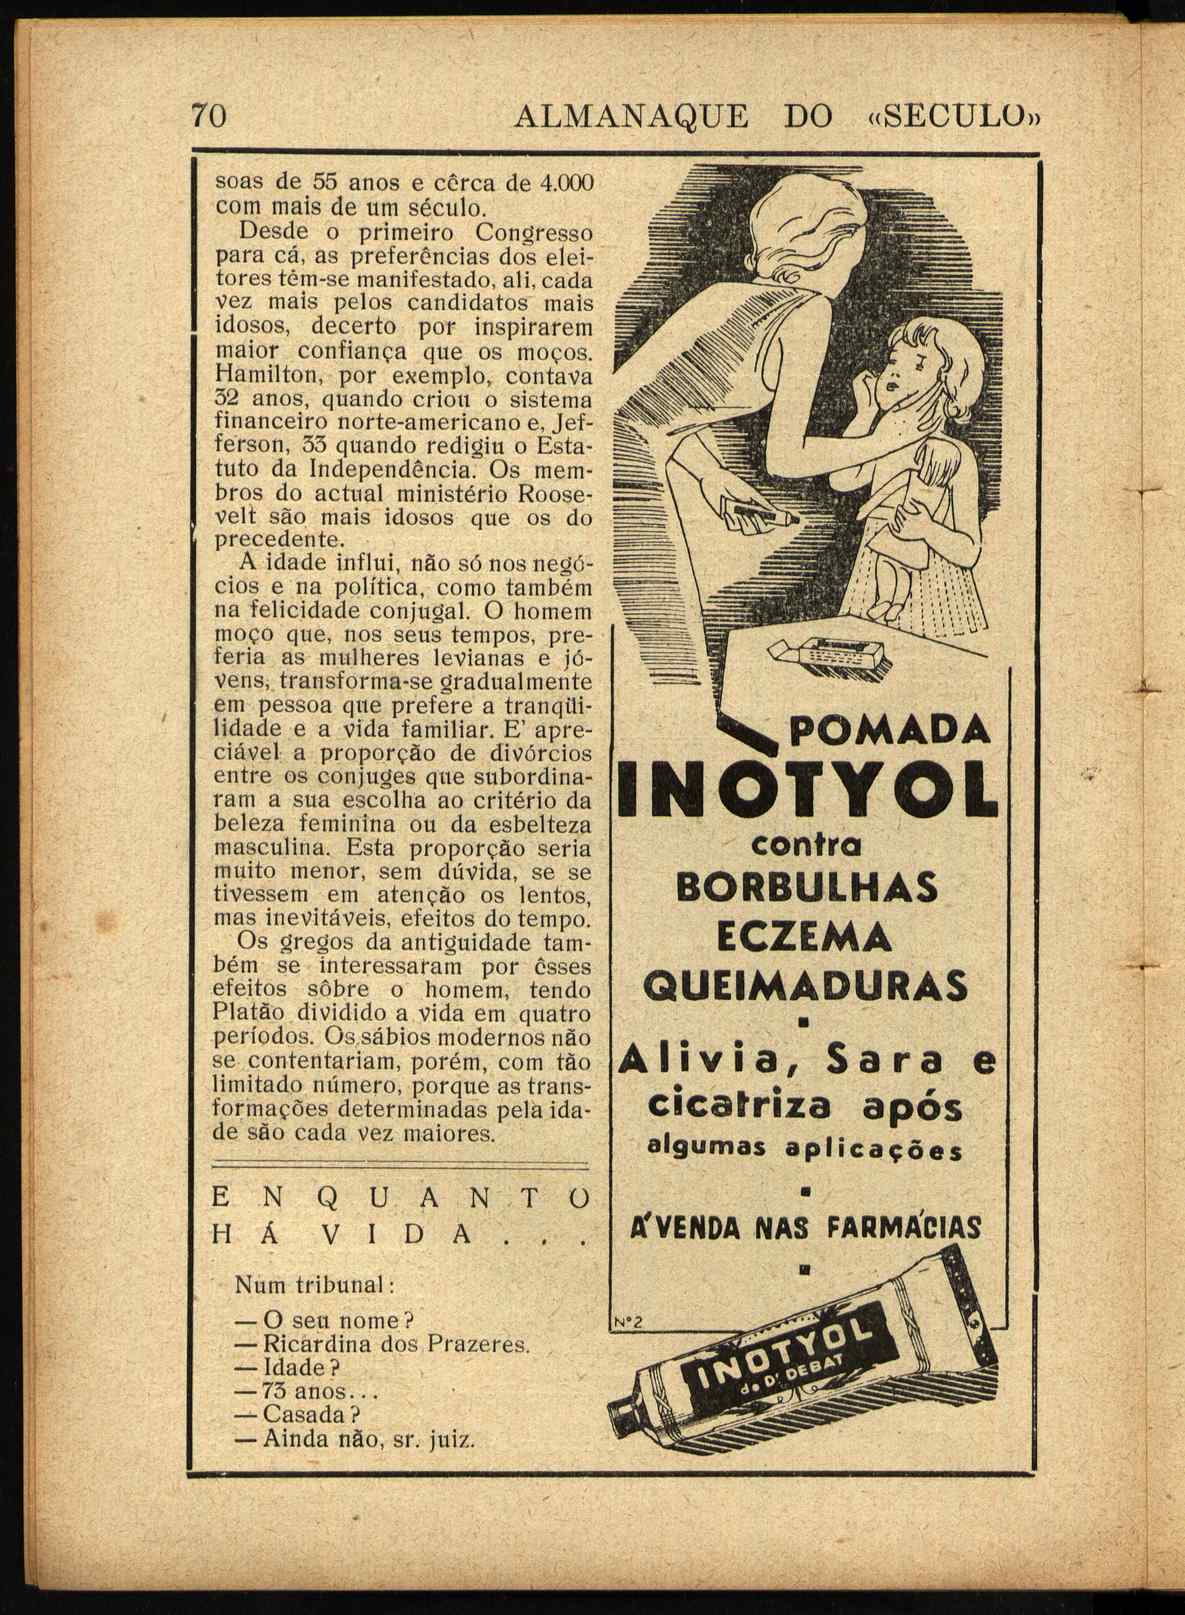 70 ALMANAQUE DO «SECULO»
soas de 55 anos e cêrca de 4.000
com mais de um século.
Desde o primeiro Congresso
para cá, as preferências dos elei-
tores têm-se manifestado, ali, cada
vez mais pelos candidatos mais
idosos, decerto por inspirarem
maior confiança que os moços.
Hamilton, por exemplo, contava
32 anos, quando criou o sistema
financeiro norte-americano e, Jef-
ferson, 33 quando redigiu o Esta-
tuto da Independência. Os mem-
bros do actual ministério Roose-
velt são mais idosos que os do
precedente.
A idade influi, não só nos negó-
cios e na política, como também
na felicidade conjugal. O homem
moço que, nos seus tempos, pre-
feria as mulheres levianas e jó-
vens, transforma-se gradualmente
em pessoa que prefere a tranqüi-
lidade e a vida familiar. E' apre-
ciável a proporção de divórcios
entre os conjuges que subordina-
ram a sua escolha ao critério da
beleza feminina ou da esbelteza
masculina. Esta proporção seria
muito menor, sem dúvida, se se
tivessem em atenção os lentos,
mas inevitáveis, efeitos do tempo.
Os gregos da antiguidade tam-
bém se interessaram por êsses
efeitos sôbre o homem, tendo
Platão dividido a vida em quatro
períodos. Os sábios modernos não
se contentariam, porém, com tão
limitado número, porque as trans-
formações determinadas pela ida-
de são cada vez maiores.
ENQUANTO
HÁ VIDA...
Num tribunal:
— O seu nome?
— Ricardina dos Prazeres.
— Idade?
— 73 anos...
— Casada?
— Ainda não, sr. juiz.
POMADA
INOTYOL
contra
BORBULHAS
ECZEMA
QUEIMADURAS
Alivia, Sara e
cicatriza após
algumas aplicações
Á VENDA NAS FARMÁCIAS
Nº2
INOTYOL
do Dr DEBAT